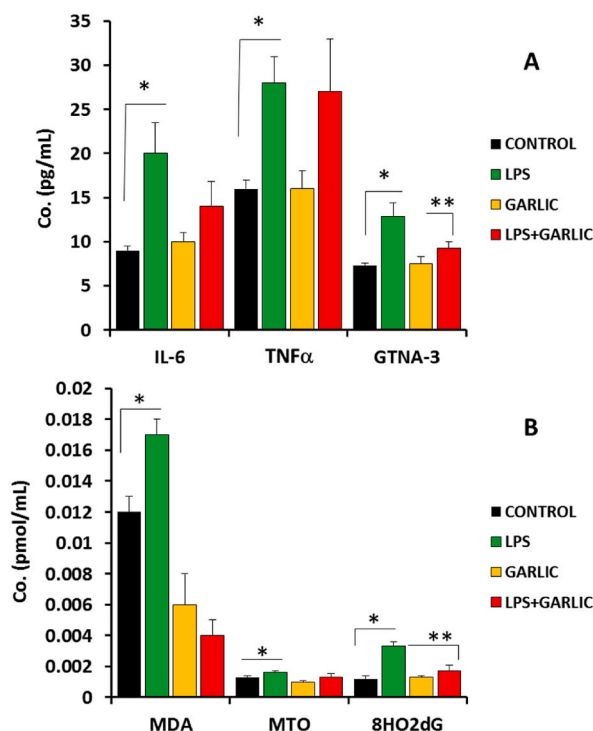 35
30
25
20
15
10
5
0
Co. (pg/mL)
*
*
*
**
A
CONTROL
LPS
GARLIC
LPS+GARLIC
IL-6 TNFα GTNA-3
0.02
0.018
0.016
0.014
0.012
0.01
0.008
0.006
0.004
0.002
0
Co. (pmol/mL)
*
*
*
**
B
CONTROL
LPS
GARLIC
LPS+GARLIC
MDA MTO 8HO2dG